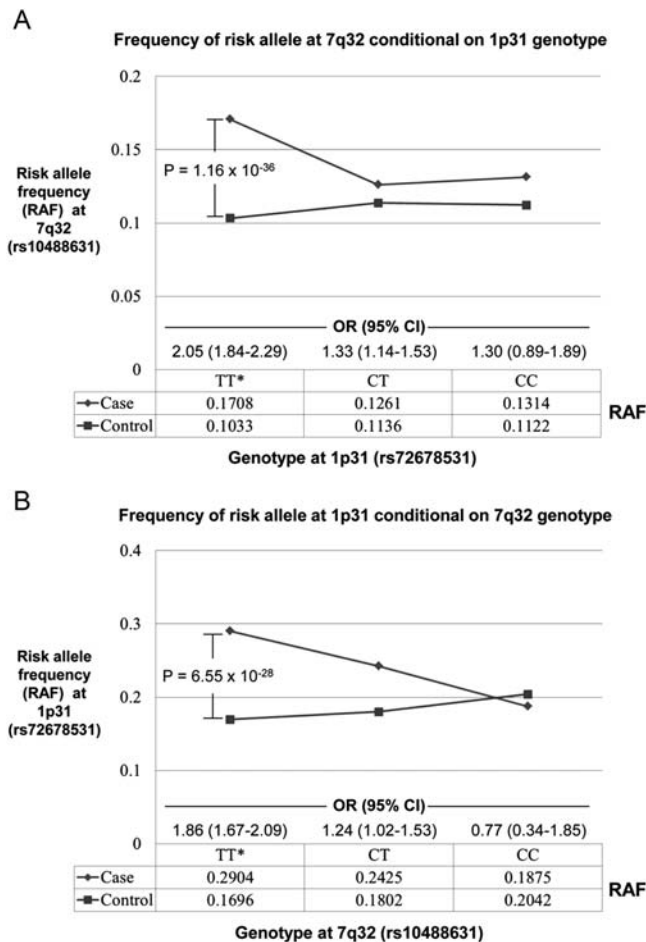 A
Frequency of risk allele at 7q32 conditional on 1p31 genotype
0.2
0.15
0.1
0.05
0
Risk allele
frequency
(RAF) at
7q32
(rs10488631)
P = 1.16 x 10-36
OR (95% CI)
2.05 (1.84-2.29) 1.33 (1.14-1.53) 1.30 (0.89-1.89)
TT* CT CC
Case 0.1708 0.1261 0.1314
Control 0.1033 0.1136 0.1122
RAF
Genotype at 1p31 (rs72678531)
B
Frequency of risk allele at 1p31 conditional on 7q32 genotype
0.4
0.3
0.2
0.1
0
Risk allele
frequency
(RAF) at
1p31
(rs72678531)
P = 6.55 x 10-28
OR (95% CI)
1.86 (1.67-2.09) 1.24 (1.02-1.53) 0.77 (0.34-1.85)
TT* CT CC
Case 0.2904 0.2425 0.1875
Control 0.1696 0.1802 0.2042
RAF
Genotype at 7q32 (rs10488631)